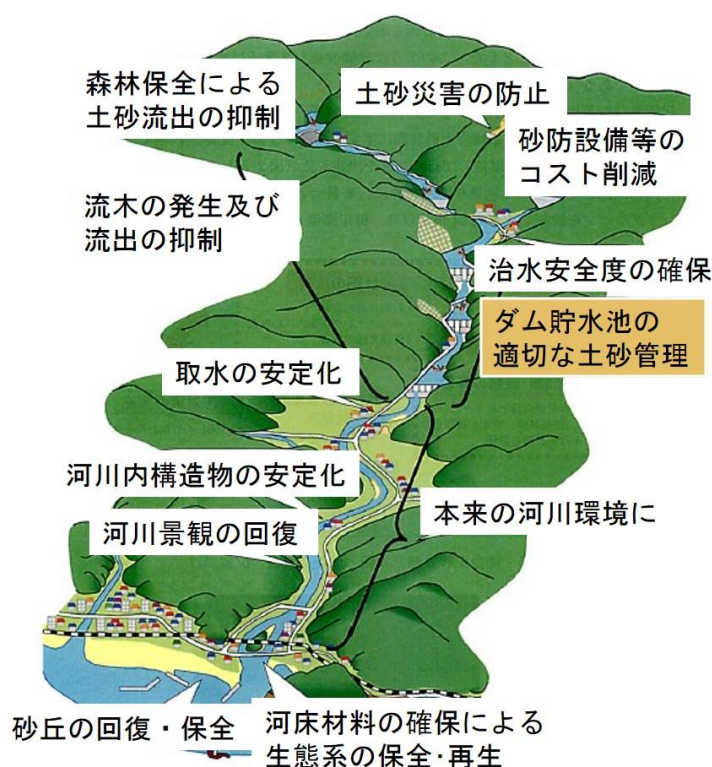 森林保全による
土砂流出の抑制
土砂災害の防止
砂防設備等の
コスト削減
流木の発生及び
流出の抑制
治水安全度の確保
ダム貯水池の
適切な土砂管理
取水の安定化
河川内構造物の安定化
本来の河川環境に
河川景観の回復
砂丘の回復・保全
河床材料の確保による
生態系の保全・再生